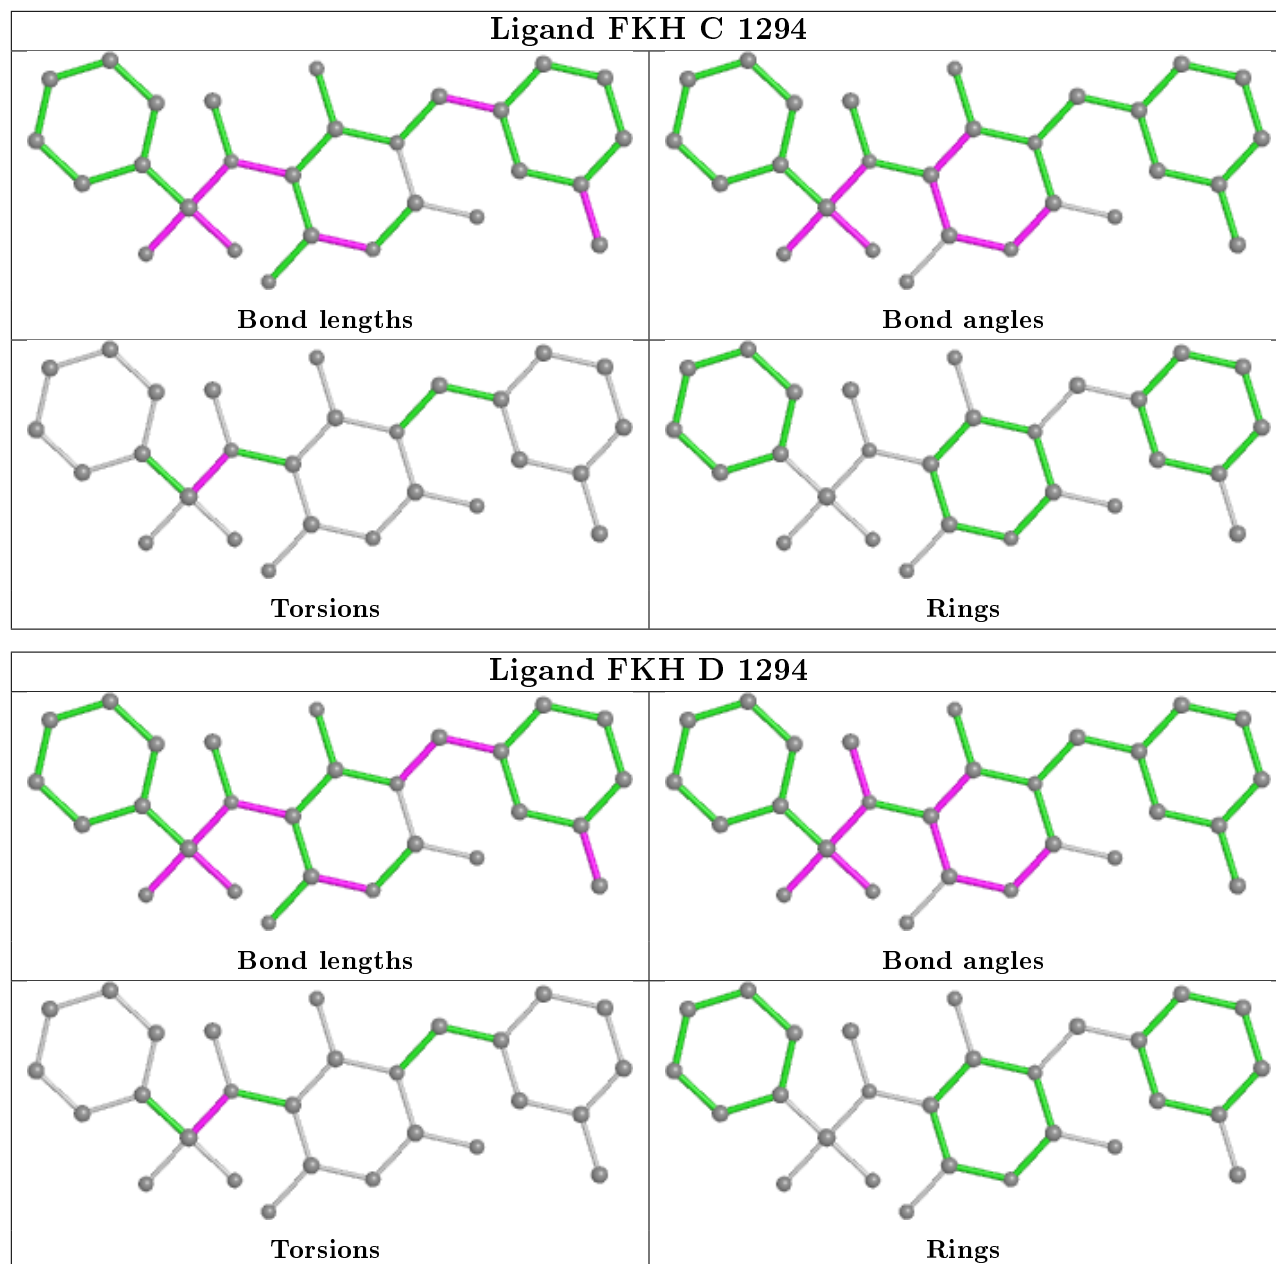 Ligand FKH C 1294
Bond lengths
Bond angles
Torsions
Rings
Ligand FKH D 1294
Bond lengths
Bond angles
Torsions
Rings